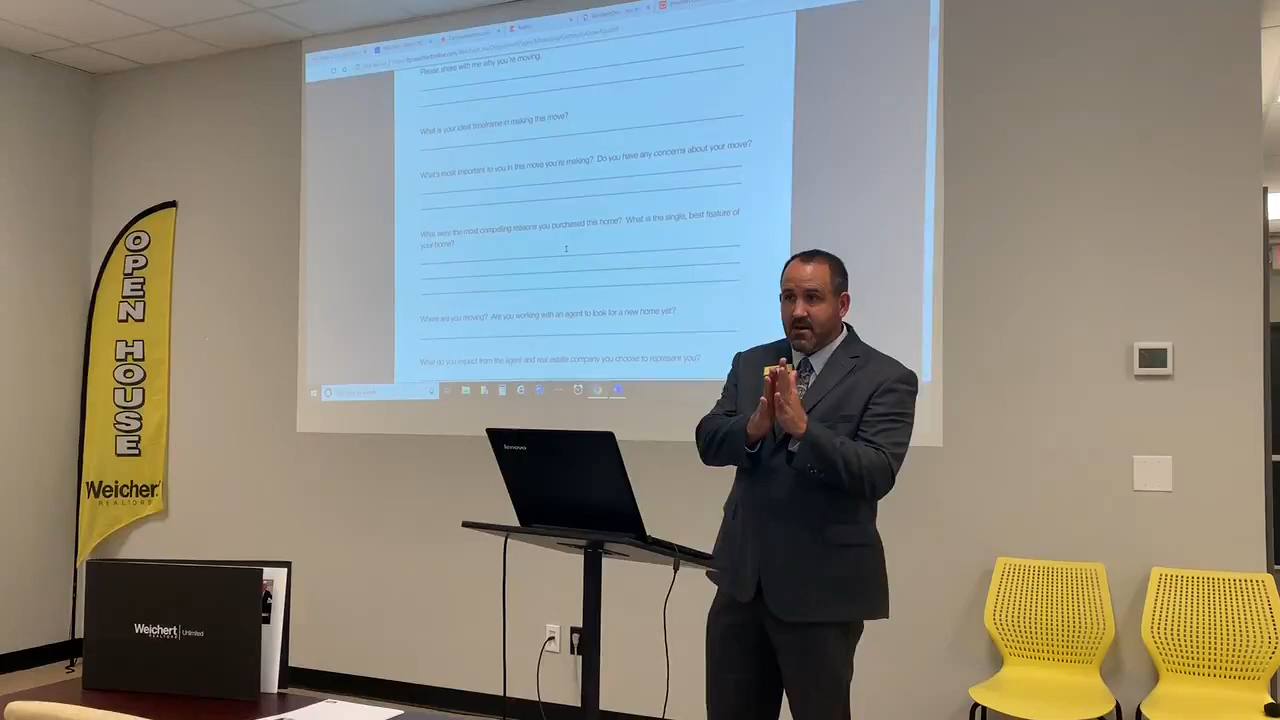 Please share with me why you're moving.
What is your ideal timeframe in making this move?
What's most important to you in this move you're making? Do you have any concerns about your move?
What were the most compelling reasons you purchased this home? What is the single, best feature of
your home?
Where are you moving? Are you working with an agent to look for a new home yet?
What do you expect from the agent and real estate company you choose to represent you?
OPEN HOUSE
Weichert
REALTORS
lenovo
Weichert Unlimited
REALTORS